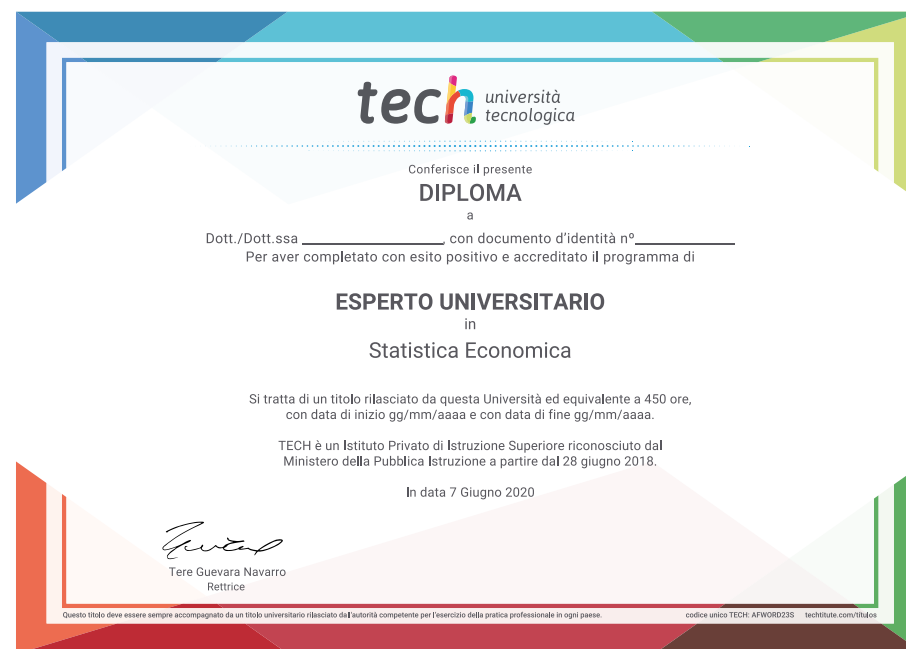 tech università
tecnologica
Conferisce il presente
DIPLOMA
a
Dott./Dott.ssa ____________________, con documento d'identità nº______________
Per aver completato con esito positivo e accreditato il programma di
ESPERTO UNIVERSITARIO
in
Statistica Economica
Si tratta di un titolo rilasciato da questa Università ed equivalente a 450 ore,
con data di inizio gg/mm/aaaa e con data di fine gg/mm/aaaa.
TECH è un Istituto Privato di Istruzione Superiore riconosciuto dal
Ministero della Pubblica Istruzione a partire dal 28 giugno 2018.
In data 7 Giugno 2020
Tere Guevara Navarro
Rettrice
Questo titolo deve essere sempre accompagnato da un titolo universitario rilasciato dall'autorità competente per l'esercizio della pratica professionale in ogni paese. codice unico TECH: AFWORD23S techtitute.com/titulos